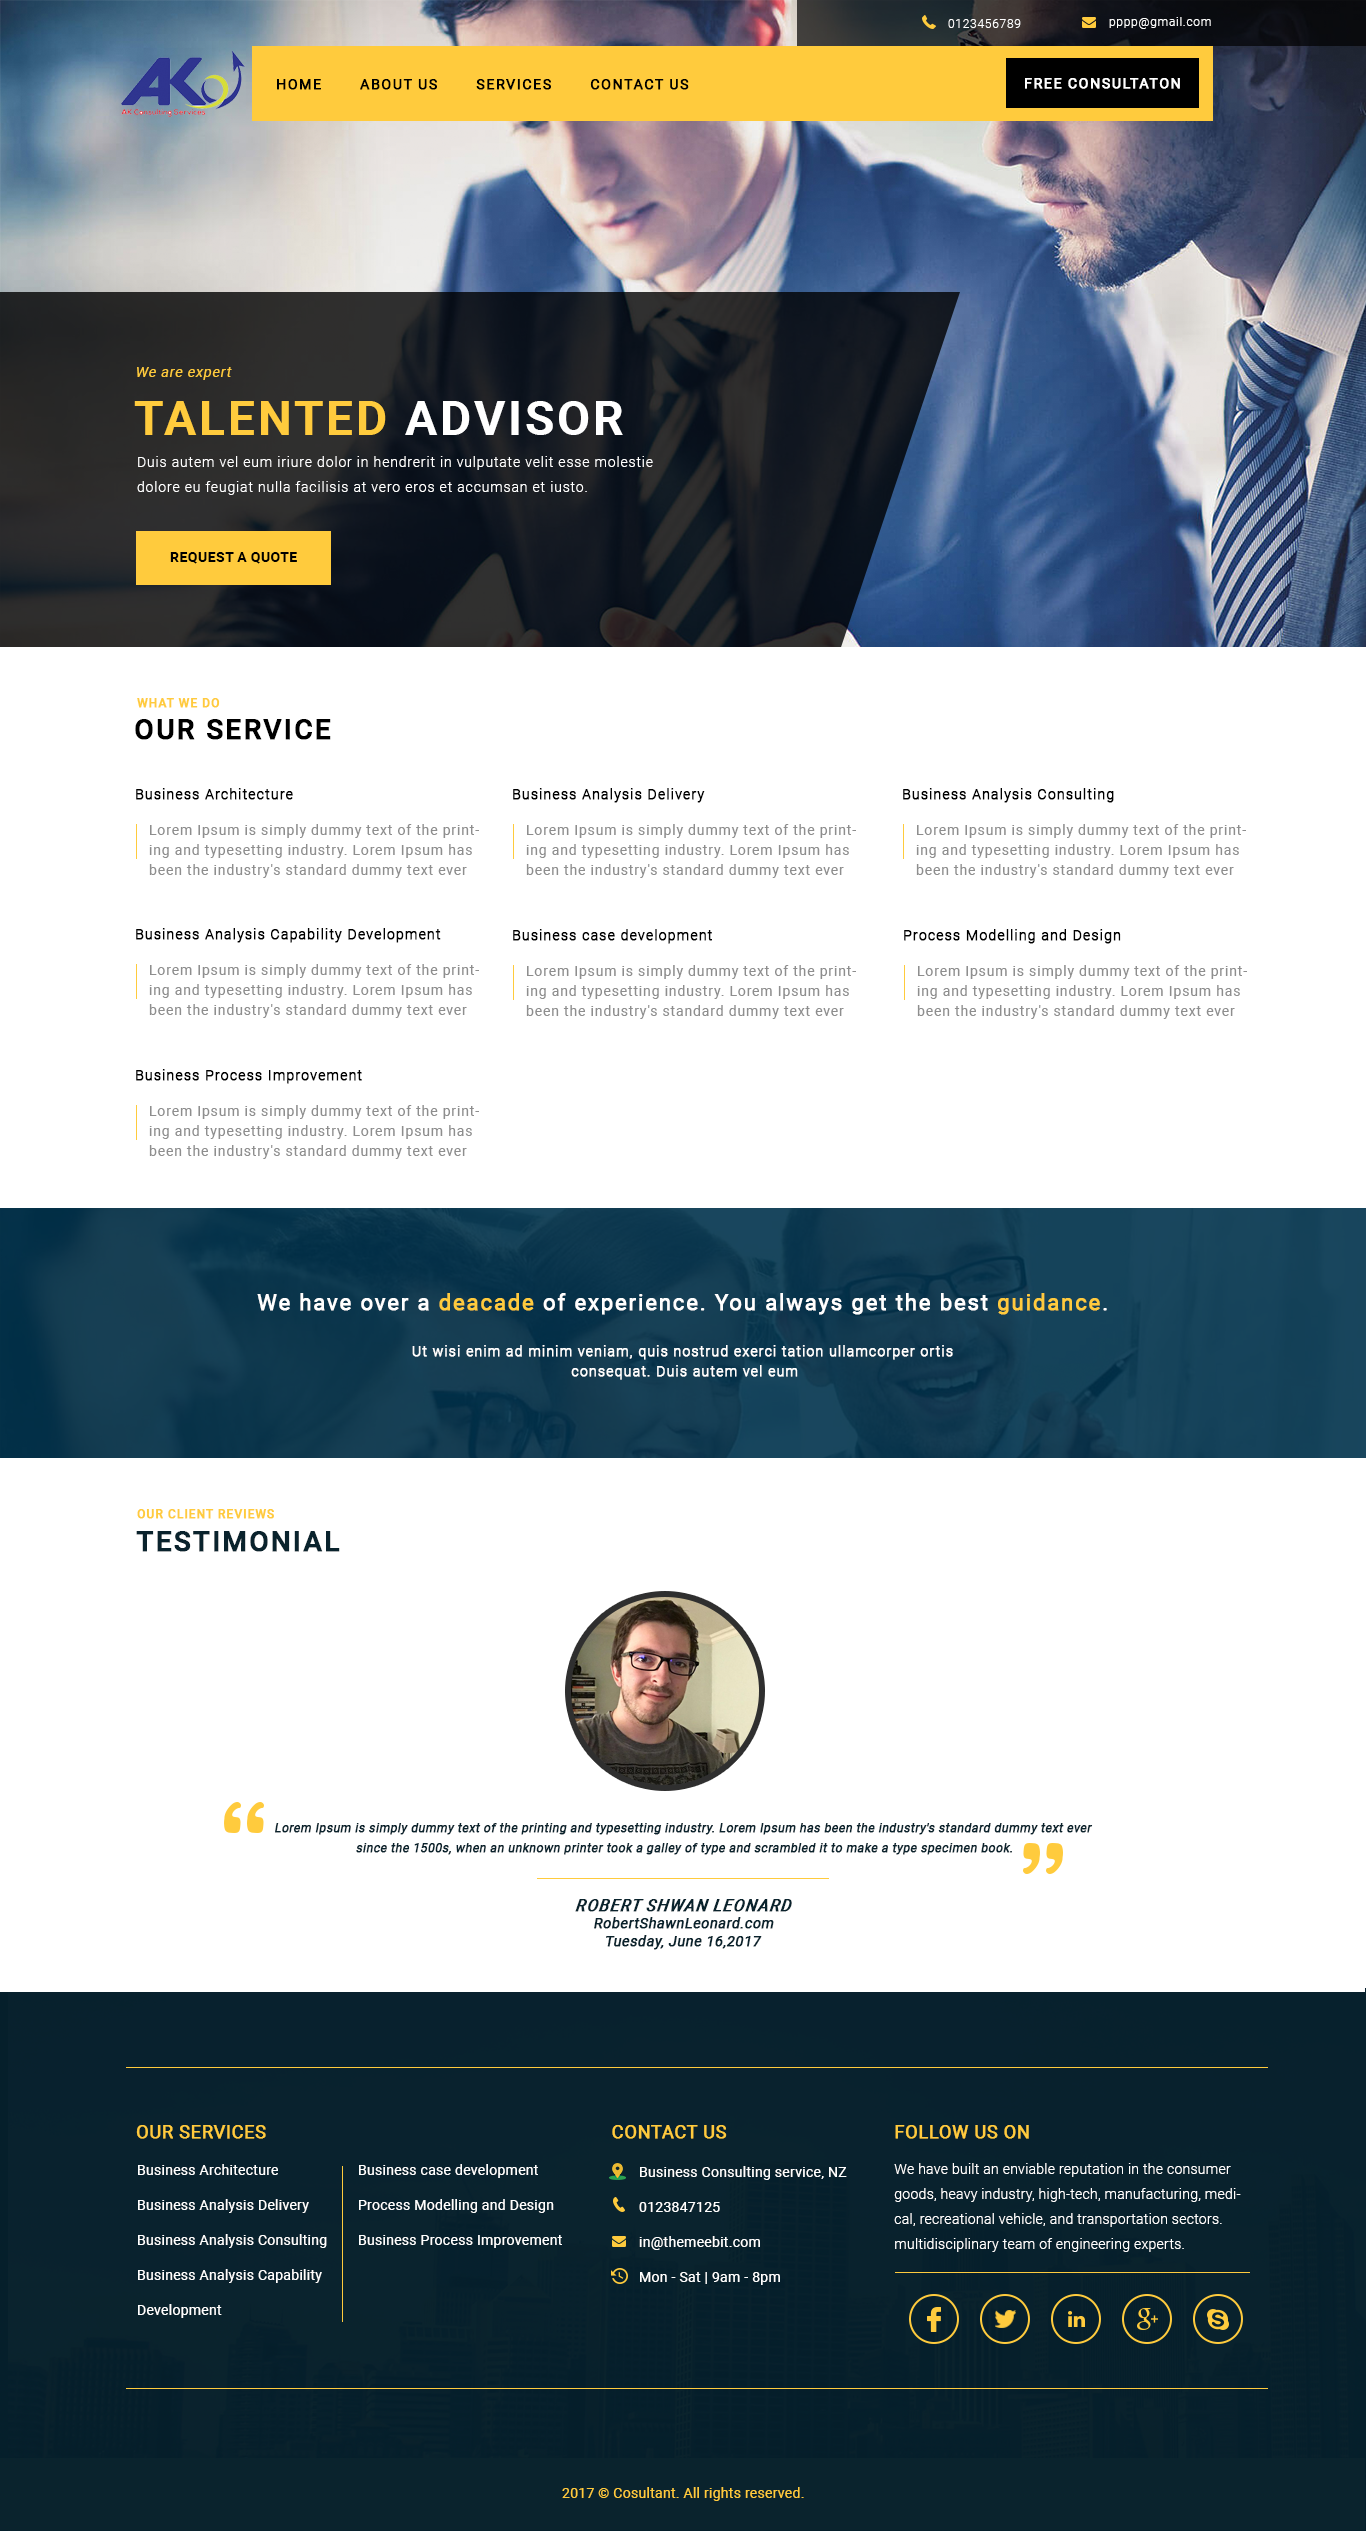 0123456789
pppp@gmail.com
AK
AK Consulting Services
HOME
ABOUT US
SERVICES
CONTACT US
FREE CONSULTATON
We are expert
TALENTED ADVISOR
Duis autem vel eum iriure dolor in hendrerit in vulputate velit esse molestie
dolore eu feugiat nulla facilisis at vero eros et accumsan et iusto.
REQUEST A QUOTE
WHAT WE DO
OUR SERVICE
Business Architecture
Lorem Ipsum is simply dummy text of the print-
ing and typesetting industry. Lorem Ipsum has
been the industry's standard dummy text ever
Business Analysis Delivery
Lorem Ipsum is simply dummy text of the print-
ing and typesetting industry. Lorem Ipsum has
been the industry's standard dummy text ever
Business Analysis Consulting
Lorem Ipsum is simply dummy text of the print-
ing and typesetting industry. Lorem Ipsum has
been the industry's standard dummy text ever
Business Analysis Capability Development
Lorem Ipsum is simply dummy text of the print-
ing and typesetting industry. Lorem Ipsum has
been the industry's standard dummy text ever
Business case development
Lorem Ipsum is simply dummy text of the print-
ing and typesetting industry. Lorem Ipsum has
been the industry's standard dummy text ever
Process Modelling and Design
Lorem Ipsum is simply dummy text of the print-
ing and typesetting industry. Lorem Ipsum has
been the industry's standard dummy text ever
Business Process Improvement
Lorem Ipsum is simply dummy text of the print-
ing and typesetting industry. Lorem Ipsum has
been the industry's standard dummy text ever
We have over a deacade of experience. You always get the best guidance.
Ut wisi enim ad minim veniam, quis nostrud exerci tation ullamcorper ortis
consequat. Duis autem vel eum
OUR CLIENT REVIEWS
TESTIMONIAL
“ Lorem Ipsum is simply dummy text of the printing and typesetting industry. Lorem Ipsum has been the industry's standard dummy text ever
since the 1500s, when an unknown printer took a galley of type and scrambled it to make a type specimen book. ”
ROBERT SHWAN LEONARD
RobertShawnLeonard.com
Tuesday, June 16,2017
OUR SERVICES
Business Architecture
Business Analysis Delivery
Business Analysis Consulting
Business Analysis Capability
Development
Business case development
Process Modelling and Design
Business Process Improvement
CONTACT US
Business Consulting service, NZ
0123847125
in@themeebit.com
Mon - Sat | 9am - 8pm
FOLLOW US ON
We have built an enviable reputation in the consumer
goods, heavy industry, high-tech, manufacturing, medi-
cal, recreational vehicle, and transportation sectors.
multidisciplinary team of engineering experts.
2017 © Cosultant. All rights reserved.